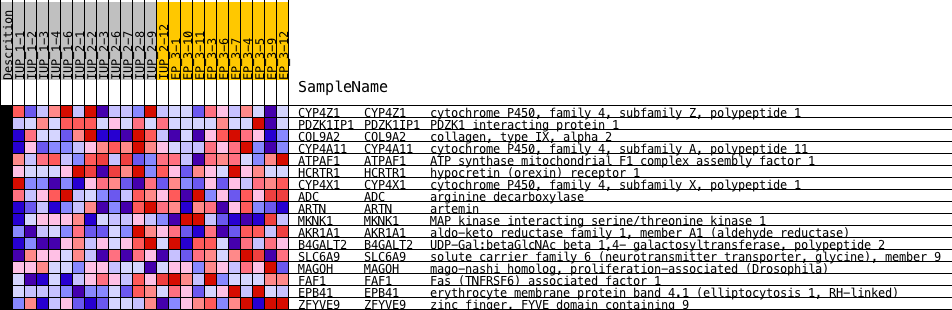 Descrition
IUP_1-1
IUP_1-2
IUP_1-3
IUP_1-4
IUP_1-6
IUP_2-1
IUP_2-2
IUP_2-3
IUP_2-6
IUP_2-7
IUP_2-8
IUP_2-9
IUP_2-12
EP_3-1
EP_3-10
EP_3-11
EP_3-3
EP_3-6
EP_3-7
EP_3-4
EP_3-5
EP_3-9
EP_3-12
SampleName
CYP4Z1 CYP4Z1 cytochrome P450, family 4, subfamily Z, polypeptide 1
PDZK1IP1 PDZK1IP1 PDZK1 interacting protein 1
COL9A2 COL9A2 collagen, type IX, alpha 2
CYP4A11 CYP4A11 cytochrome P450, family 4, subfamily A, polypeptide 11
ATPAF1 ATPAF1 ATP synthase mitochondrial F1 complex assembly factor 1
HCRTR1 HCRTR1 hypocretin (orexin) receptor 1
CYP4X1 CYP4X1 cytochrome P450, family 4, subfamily X, polypeptide 1
ADC ADC arginine decarboxylase
ARTN ARTN artemin
MKNK1 MKNK1 MAP kinase interacting serine/threonine kinase 1
AKR1A1 AKR1A1 aldo-keto reductase family 1, member A1 (aldehyde reductase)
B4GALT2 B4GALT2 UDP-Gal:betaGlcNAc beta 1,4- galactosyltransferase, polypeptide 2
SLC6A9 SLC6A9 solute carrier family 6 (neurotransmitter transporter, glycine), member 9
MAGOH MAGOH mago-nashi homolog, proliferation-associated (Drosophila)
FAF1 FAF1 Fas (TNFRSF6) associated factor 1
EPB41 EPB41 erythrocyte membrane protein band 4.1 (elliptocytosis 1, RH-linked)
ZFYVE9 ZFYVE9 zinc finger, FYVE domain containing 9